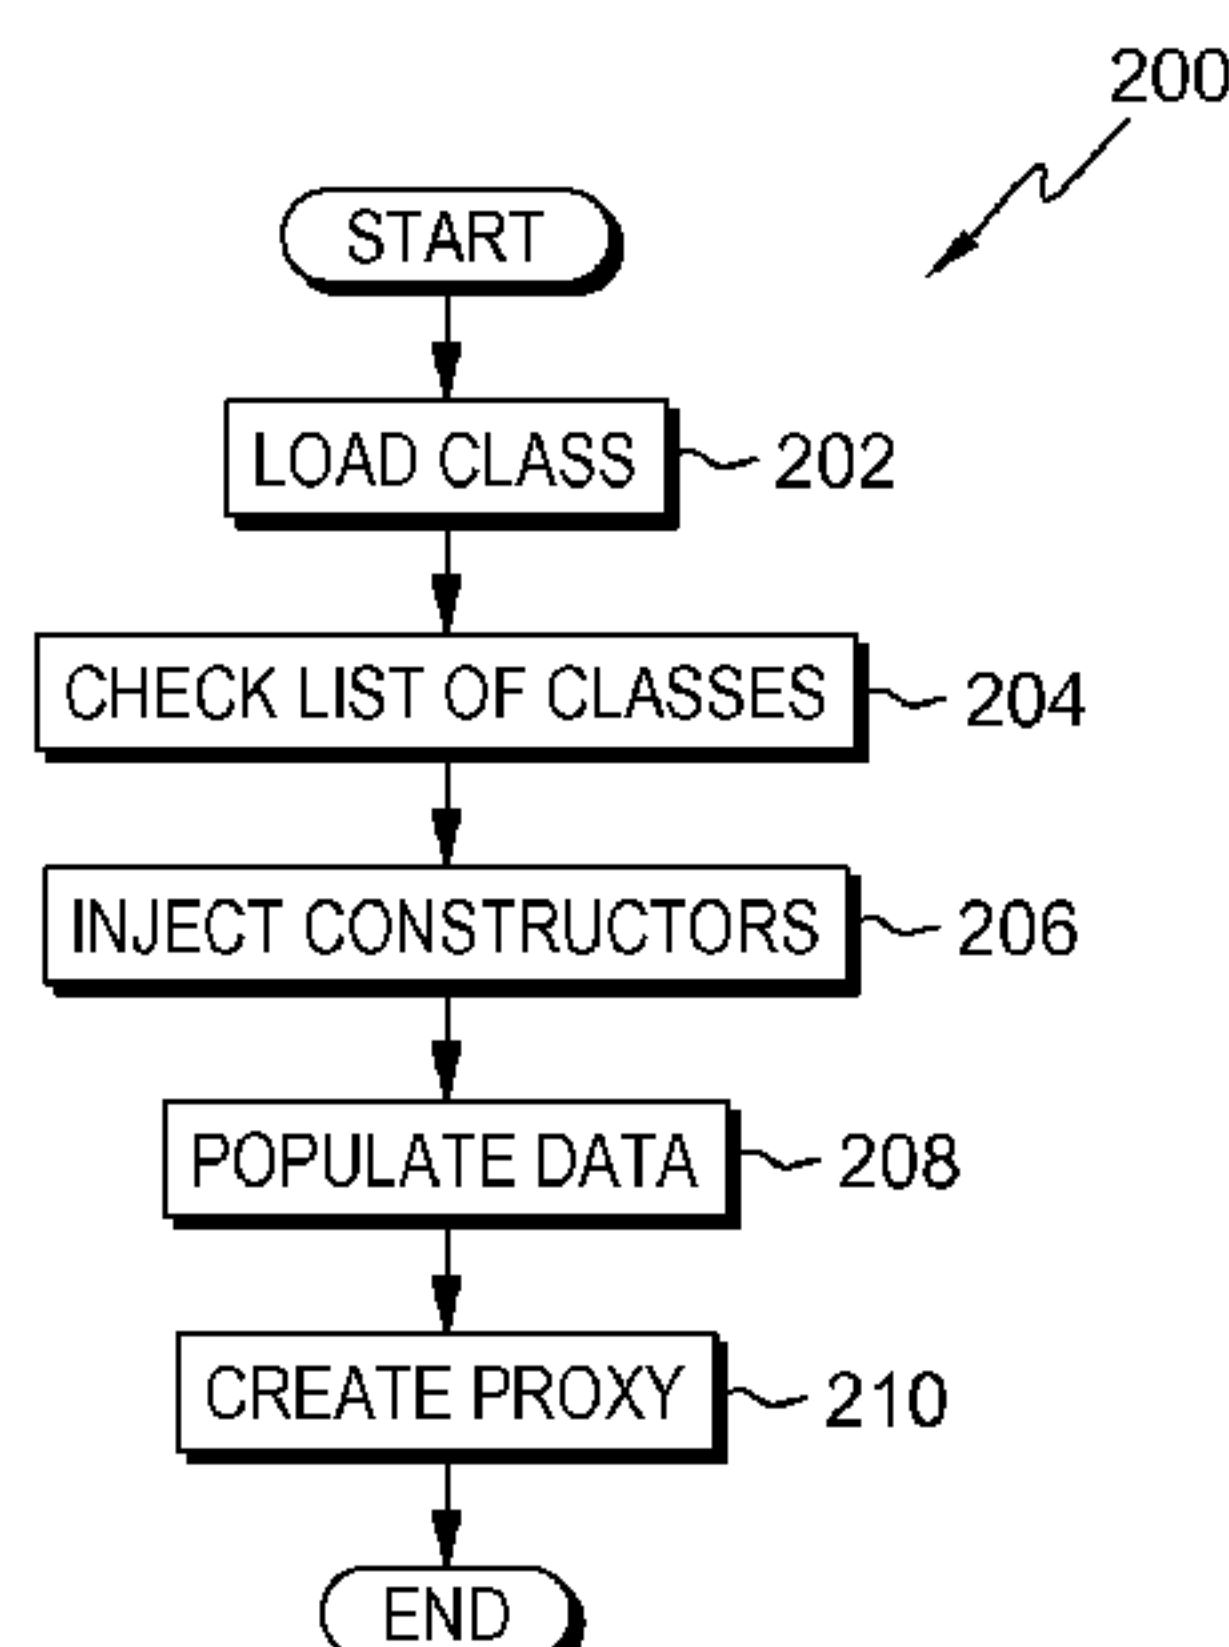 200
START
LOAD CLASS 202
CHECK LIST OF CLASSES 204
INJECT CONSTRUCTORS 206
POPULATE DATA 208
CREATE PROXY 210
END